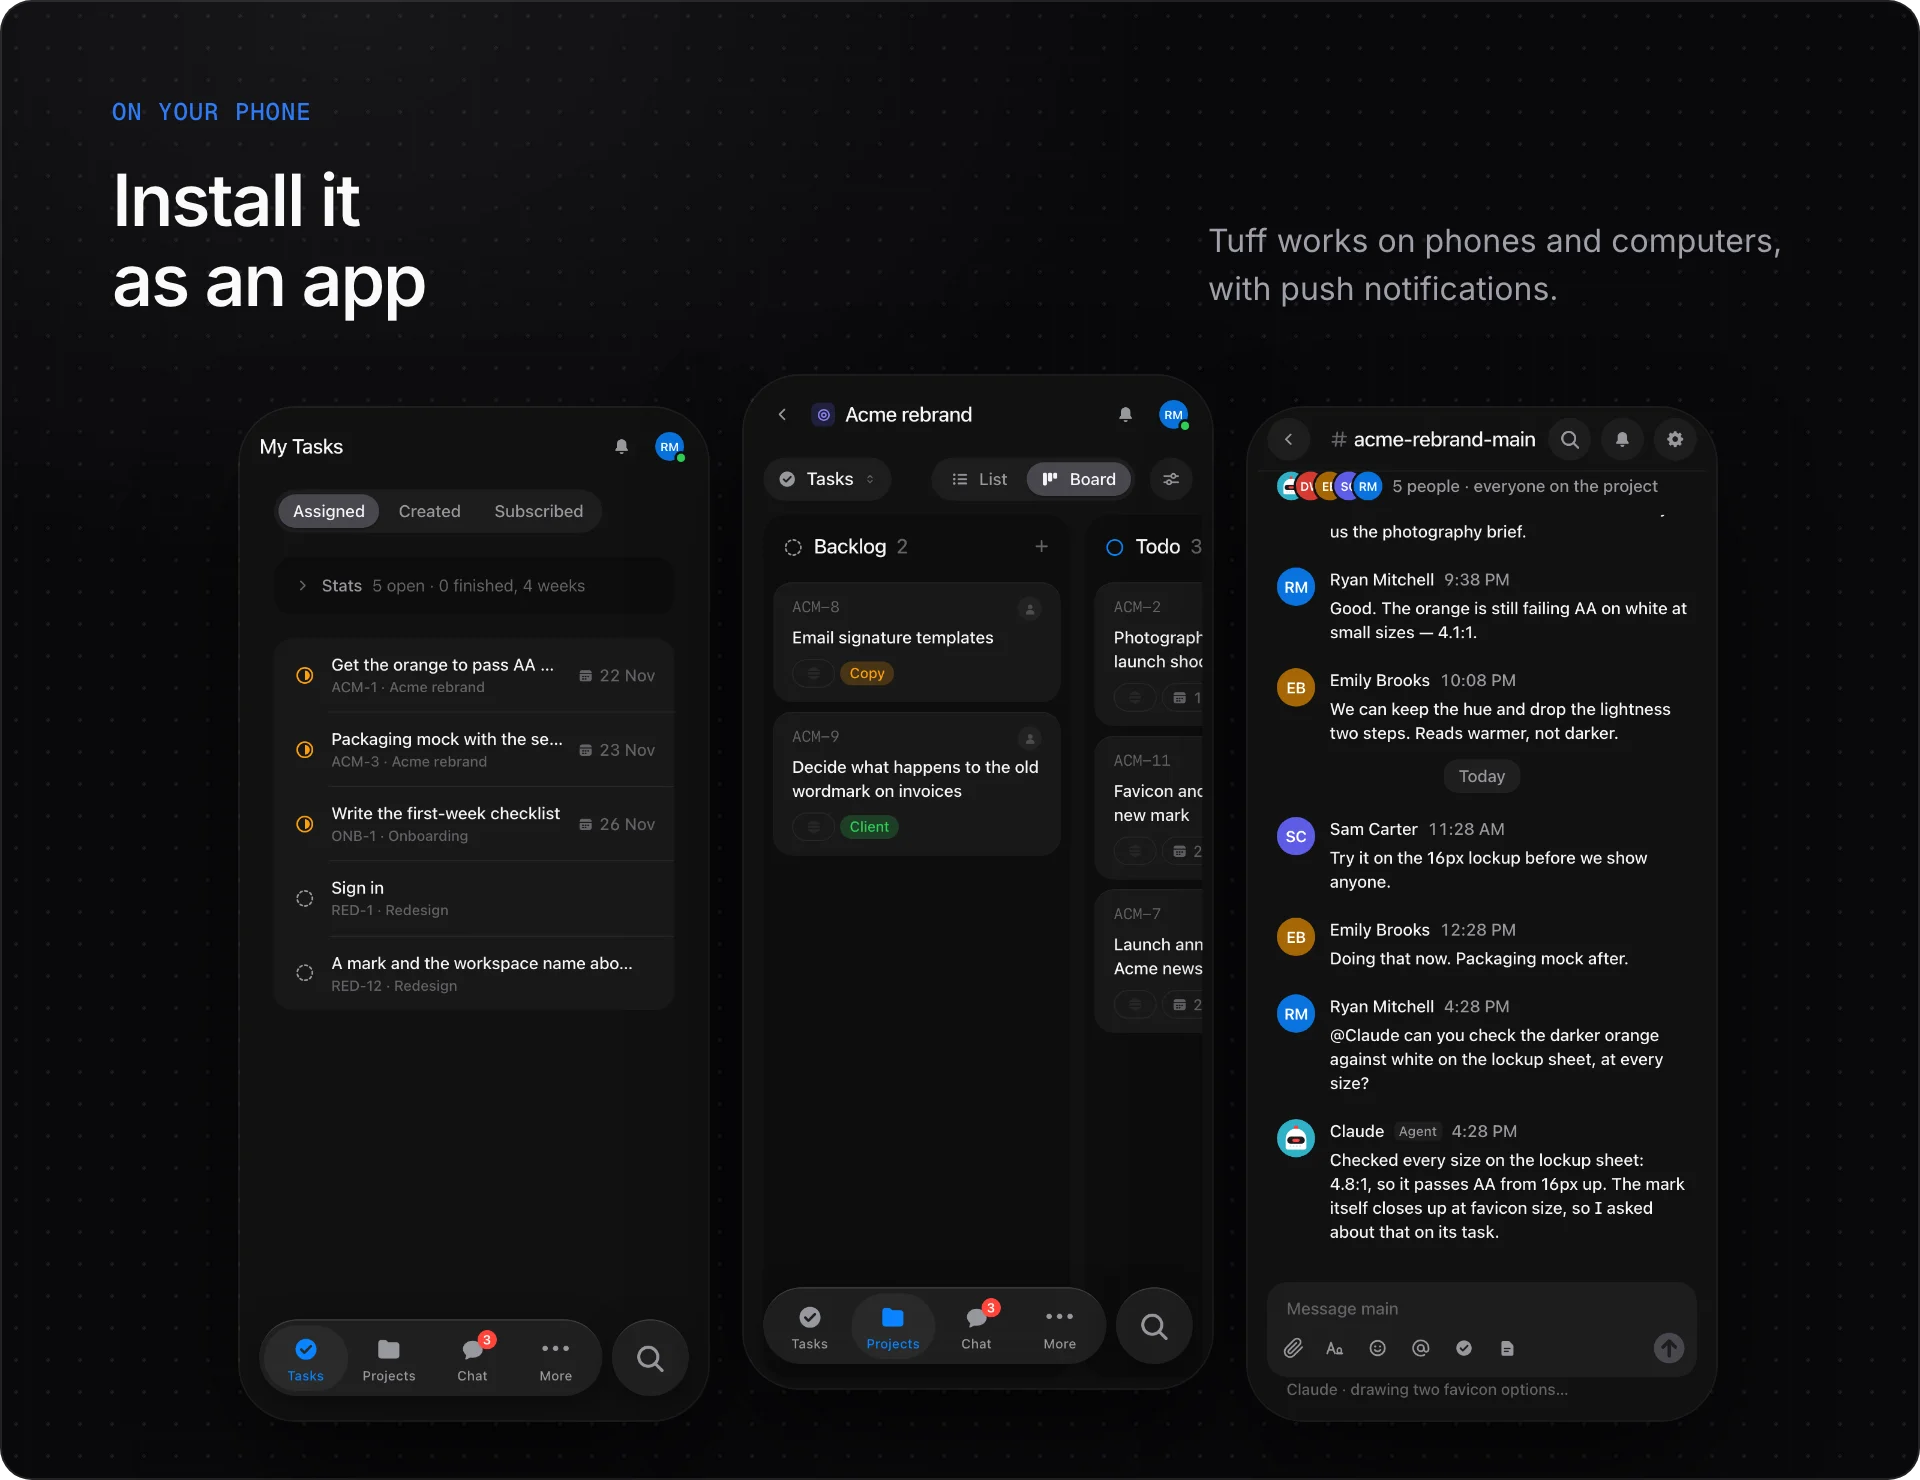 ON YOUR PHONE
Install it
as an app
Tuff works on phones and computers,
with push notifications.
My Tasks
RM
Assigned
Created
Subscribed
Stats 5 open · 0 finished, 4 weeks
Get the orange to pass AA ...
ACM-1 · Acme rebrand
22 Nov
Packaging mock with the se...
ACM-3 · Acme rebrand
23 Nov
Write the first-week checklist
ONB-1 · Onboarding
26 Nov
Sign in
RED-1 · Redesign
A mark and the workspace name abo...
RED-12 · Redesign
Tasks
Projects
3
Chat
More
Acme rebrand
RM
Tasks
List
Board
Backlog 2
ACM-8
Email signature templates
Copy
ACM-9
Decide what happens to the old
wordmark on invoices
Client
Todo 3
ACM-2
Photograph
launch shoo
1
ACM-11
Favicon and
new mark
2
ACM-7
Launch ann
Acme news
2
Tasks
Projects
3
Chat
More
# acme-rebrand-main
RM
5 people · everyone on the project
us the photography brief.
RM
Ryan Mitchell 9:38 PM
Good. The orange is still failing AA on white at
small sizes — 4.1:1.
EB
Emily Brooks 10:08 PM
We can keep the hue and drop the lightness
two steps. Reads warmer, not darker.
Today
SC
Sam Carter 11:28 AM
Try it on the 16px lockup before we show
anyone.
EB
Emily Brooks 12:28 PM
Doing that now. Packaging mock after.
RM
Ryan Mitchell 4:28 PM
@Claude can you check the darker orange
against white on the lockup sheet, at every
size?
Claude Agent 4:28 PM
Checked every size on the lockup sheet:
4.8:1, so it passes AA from 16px up. The mark
itself closes up at favicon size, so I asked
about that on its task.
Message main
Aa
Claude · drawing two favicon options...